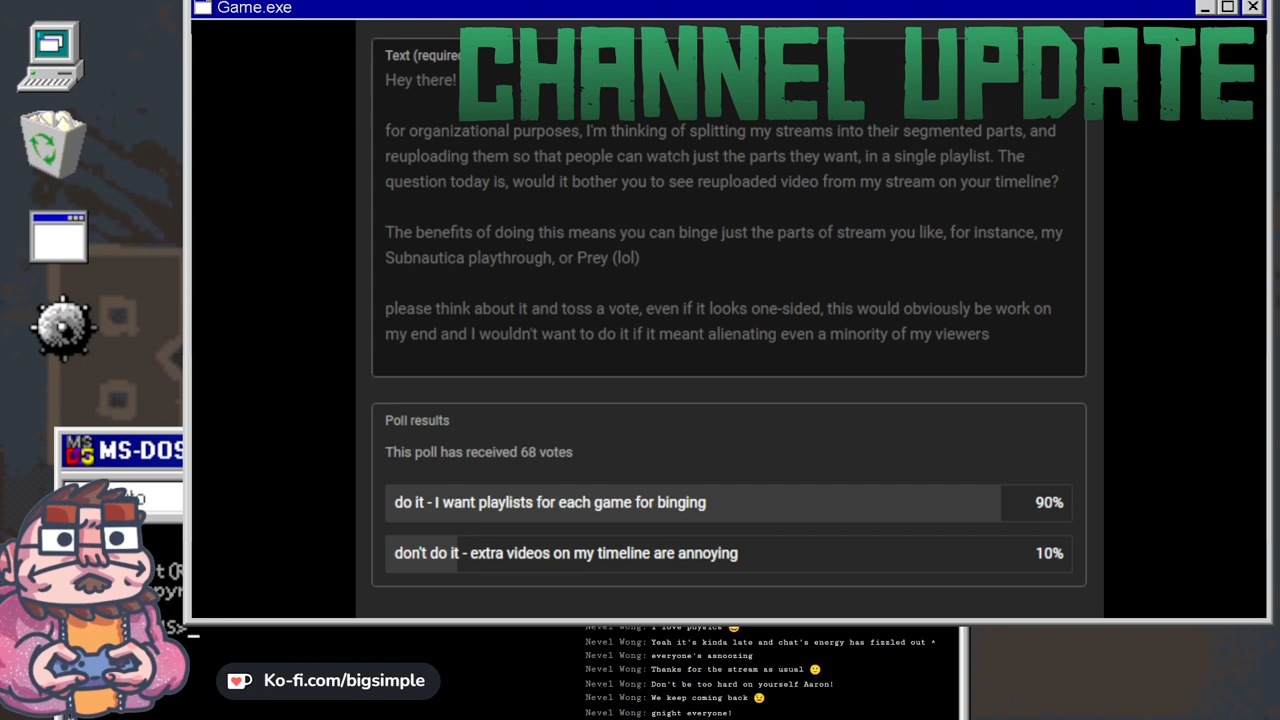 Game.exe
CHANNEL UPDATE
Text (require
Hey there!
for organizational purposes, I'm thinking of splitting my streams into their segmented parts, and
reuploading them so that people can watch just the parts they want, in a single playlist. The
question today is, would it bother you to see reuploaded video from my stream on your timeline?
The benefits of doing this means you can binge just the parts of stream you like, for instance, my
Subnautica playthrough, or Prey (lol)
please think about it and toss a vote, even if it looks one-sided, this would obviously be work on
my end and I wouldn't want to do it if it meant alienating even a minority of my viewers
Poll results
This poll has received 68 votes
do it - I want playlists for each game for binging 90%
don't do it - extra videos on my timeline are annoying 10%
MS-DOS
Ko-fi.com/bigsimple
Nevel Wong: I love physics
Nevel Wong: Yeah it's kinda late and chat's energy has fizzled out *
Nevel Wong: everyone's asnoozing
Nevel Wong: Thanks for the stream as usual 🙂
Nevel Wong: Don't be too hard on yourself Aaron!
Nevel Wong: We keep coming back 😉
Nevel Wong: gnight everyone!